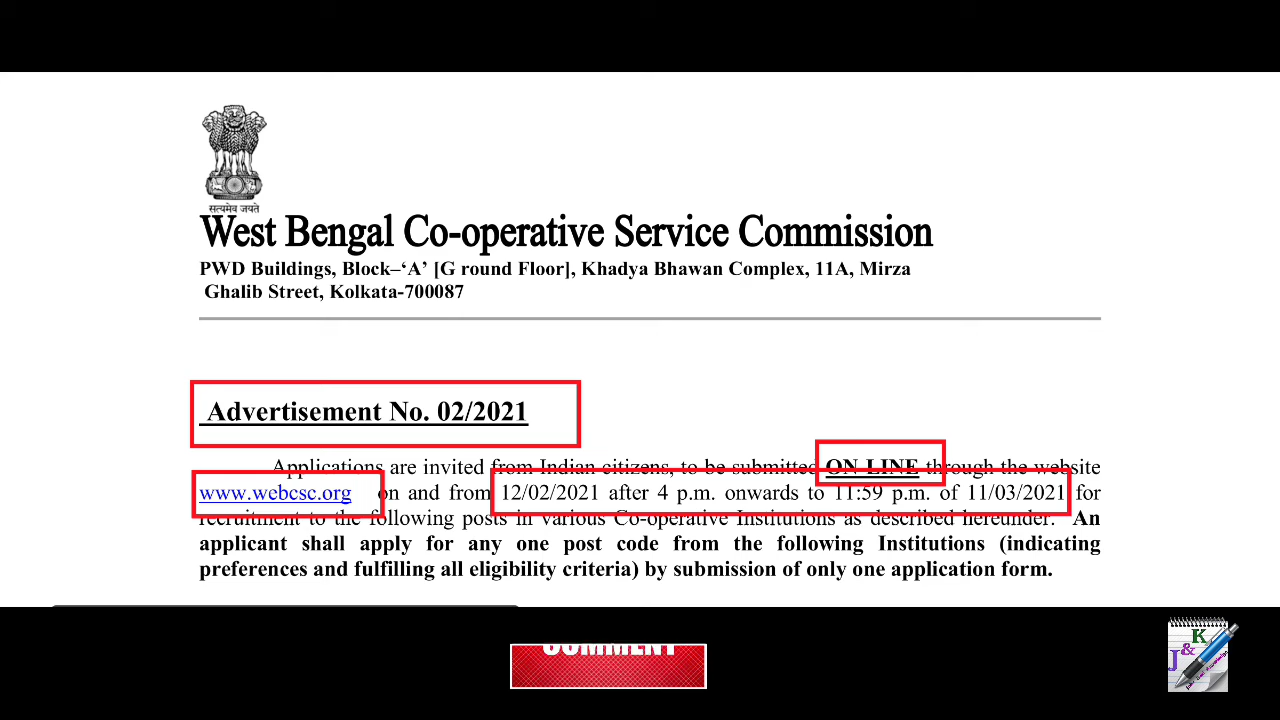 सत्यमेव जयते
West Bengal Co-operative Service Commission
PWD Buildings, Block–‘A’ [G round Floor], Khadya Bhawan Complex, 11A, Mirza
Ghalib Street, Kolkata-700087
Advertisement No. 02/2021
Applications are invited from Indian citizens, to be submitted ON LINE through the website
www.webcsc.org on and from 12/02/2021 after 4 p.m. onwards to 11:59 p.m. of 11/03/2021 for
recruitment to the following posts in various Co-operative Institutions as described hereunder. An
applicant shall apply for any one post code from the following Institutions (indicating
preferences and fulfilling all eligibility criteria) by submission of only one application form.
COMMENT
J&K